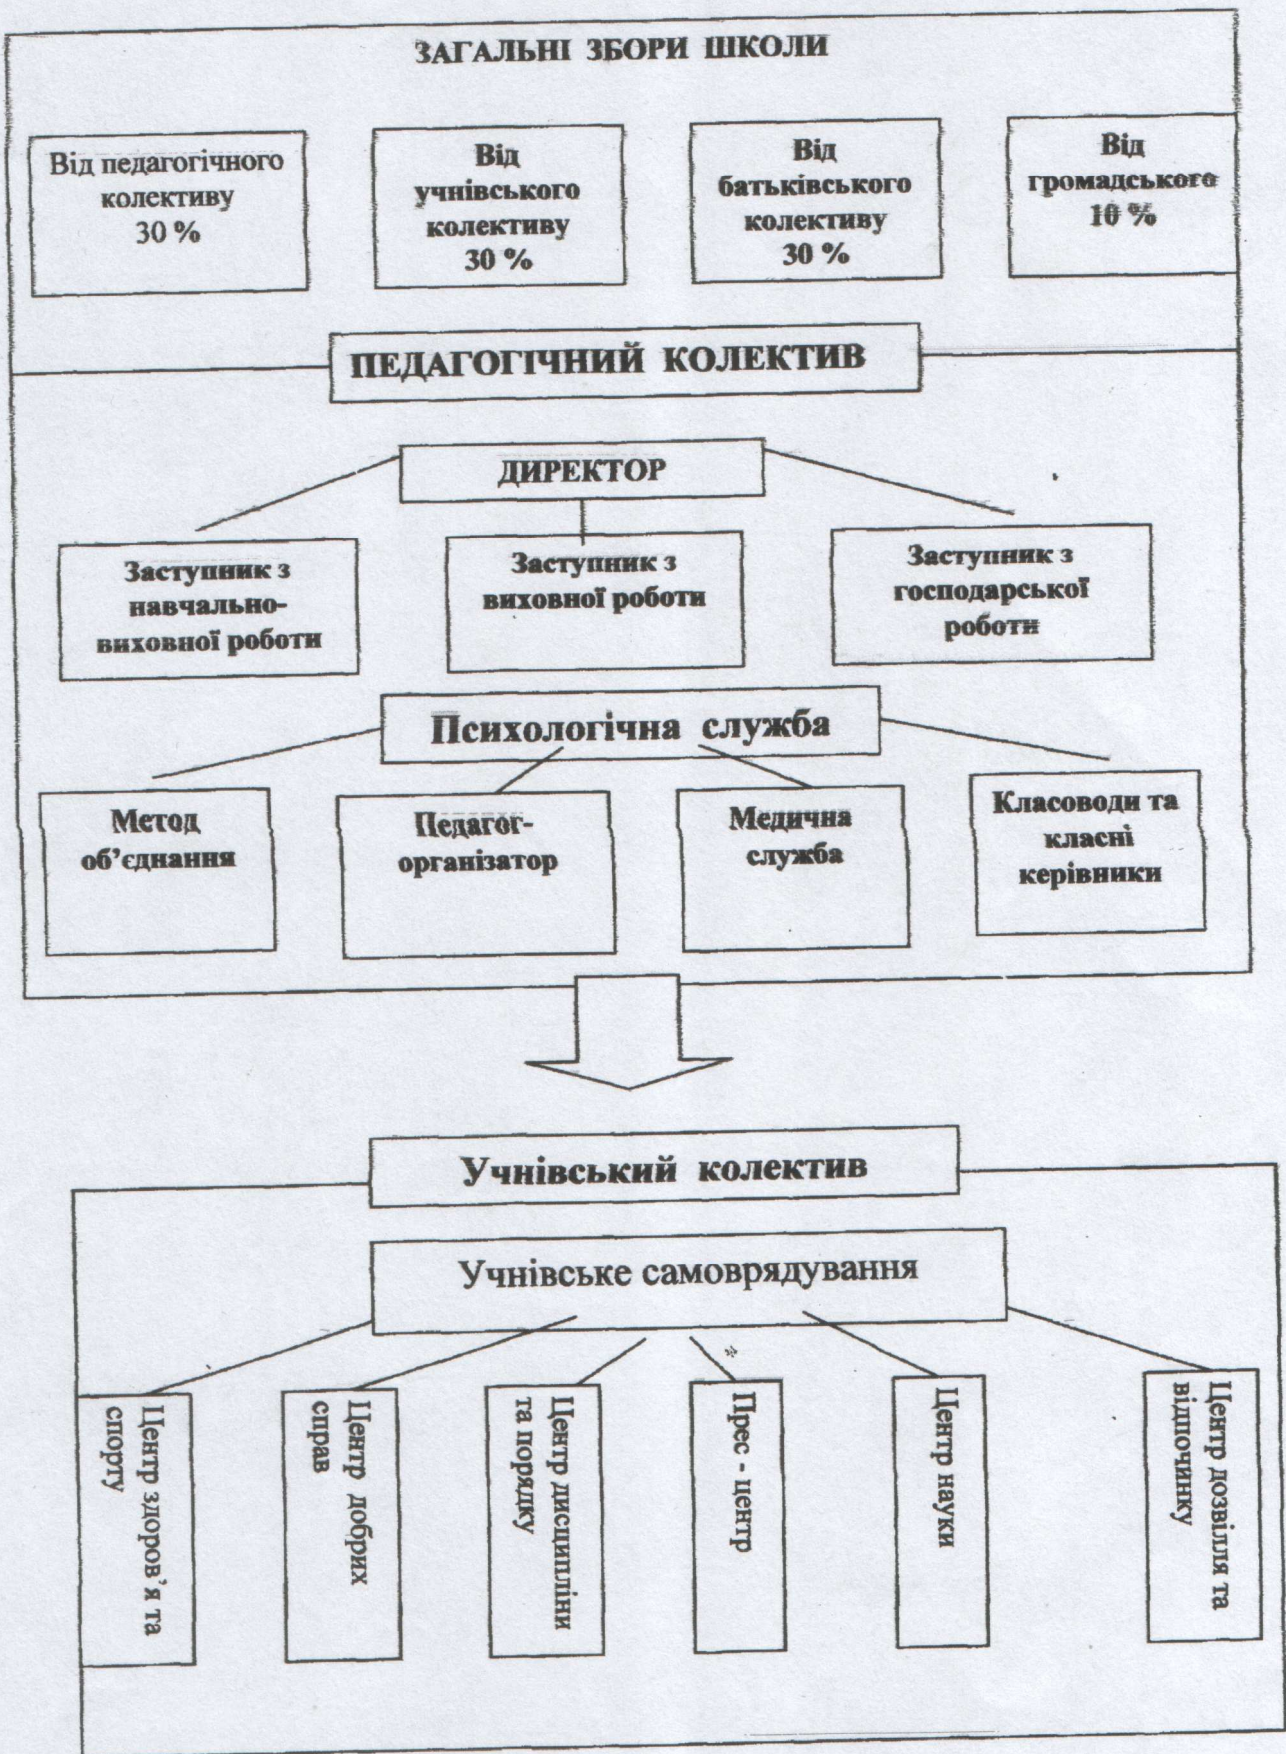 ЗАГАЛЬНІ ЗБОРИ ШКОЛИ
Від педагогічного
колективу
30 %
Від
учнівського
колективу
30 %
Від
батьківського
колективу
30 %
Від
громадського
10 %
ПЕДАГОГІЧНИЙ КОЛЕКТИВ
ДИРЕКТОР
Заступник з
навчально-
виховної роботи
Заступник з
виховної роботи
Заступник з
господарської
роботи
Психологічна служба
Метод
об’єднання
Педагог-
організатор
Медична
служба
Класоводи та
класні
керівники
Учнівський колектив
Учнівське самоврядування
Центр здоров’я та
спорту
Центр добрих
справ
Центр дисципліни
та порядку
Прес - центр
Центр науки
Центр дозвілля та
відпочинку